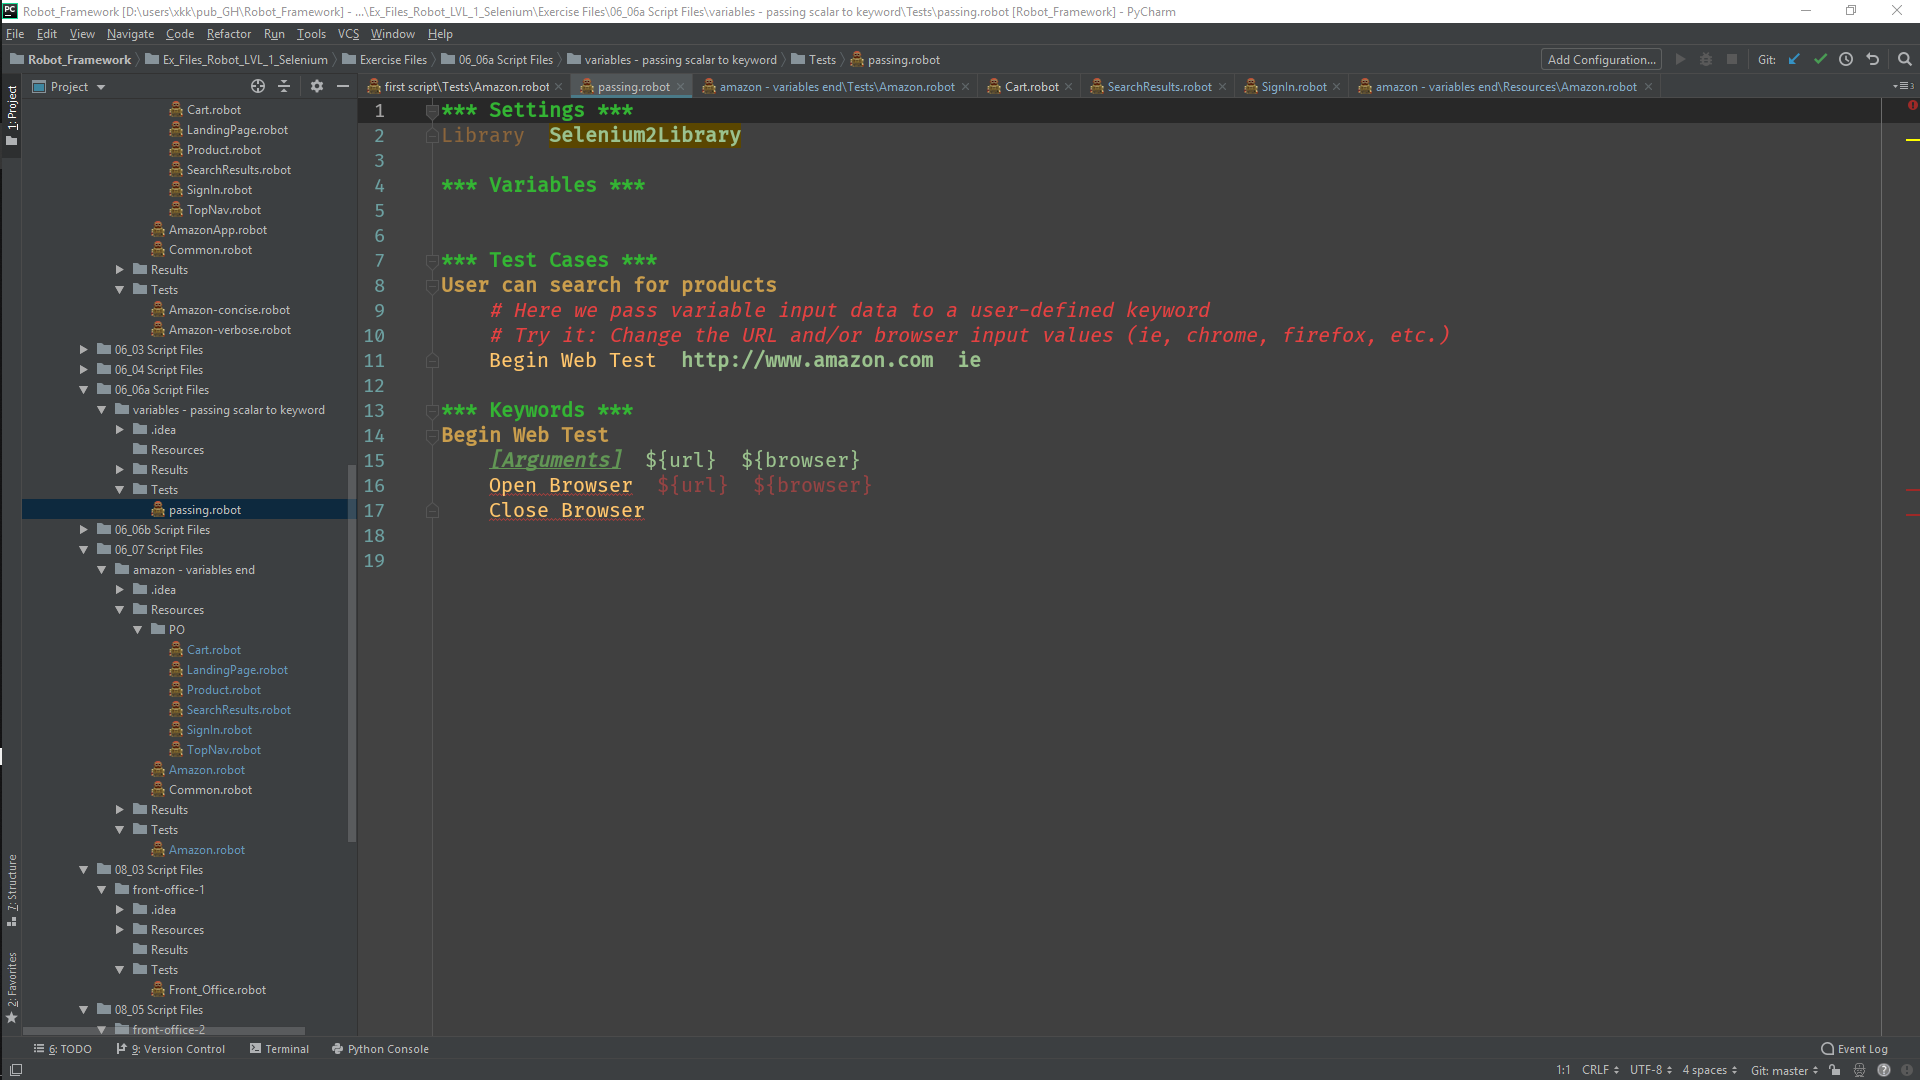 Robot_Framework [D:\users\xkk\pub_GH\Robot_Framework] - ...\Ex_Files_Robot_LVL_1_Selenium\Exercise Files\06_06a Script Files\variables - passing scalar to keyword\Tests\passing.robot [Robot_Framework] - PyCharm
File Edit View Navigate Code Refactor Run Tools VCS Window Help
Robot_Framework Ex_Files_Robot_LVL_1_Selenium Exercise Files 06_06a Script Files variables - passing scalar to keyword Tests passing.robot Add Configuration... Git:
Project
first script\Tests\Amazon.robot passing.robot amazon - variables end\Tests\Amazon.robot Cart.robot SearchResults.robot SignIn.robot amazon - variables end\Resources\Amazon.robot
1: Project
7: Structure
2: Favorites
Cart.robot
LandingPage.robot
Product.robot
SearchResults.robot
SignIn.robot
TopNav.robot
AmazonApp.robot
Common.robot
Results
Tests
Amazon-concise.robot
Amazon-verbose.robot
06_03 Script Files
06_04 Script Files
06_06a Script Files
variables - passing scalar to keyword
.idea
Resources
Results
Tests
passing.robot
06_06b Script Files
06_07 Script Files
amazon - variables end
.idea
Resources
PO
Cart.robot
LandingPage.robot
Product.robot
SearchResults.robot
SignIn.robot
TopNav.robot
Amazon.robot
Common.robot
Results
Tests
Amazon.robot
08_03 Script Files
front-office-1
.idea
Resources
Results
Tests
Front_Office.robot
08_05 Script Files
front-office-2
1 *** Settings ***
2 Library  Selenium2Library
3
4 *** Variables ***
5
6
7 *** Test Cases ***
8 User can search for products
9     # Here we pass variable input data to a user-defined keyword
10     # Try it: Change the URL and/or browser input values (ie, chrome, firefox, etc.)
11     Begin Web Test  http://www.amazon.com  ie
12
13 *** Keywords ***
14 Begin Web Test
15     [Arguments]  ${url}  ${browser}
16     Open Browser  ${url}  ${browser}
17     Close Browser
18
19
6: TODO 9: Version Control Terminal Python Console Event Log
1:1 CRLF UTF-8 4 spaces Git: master